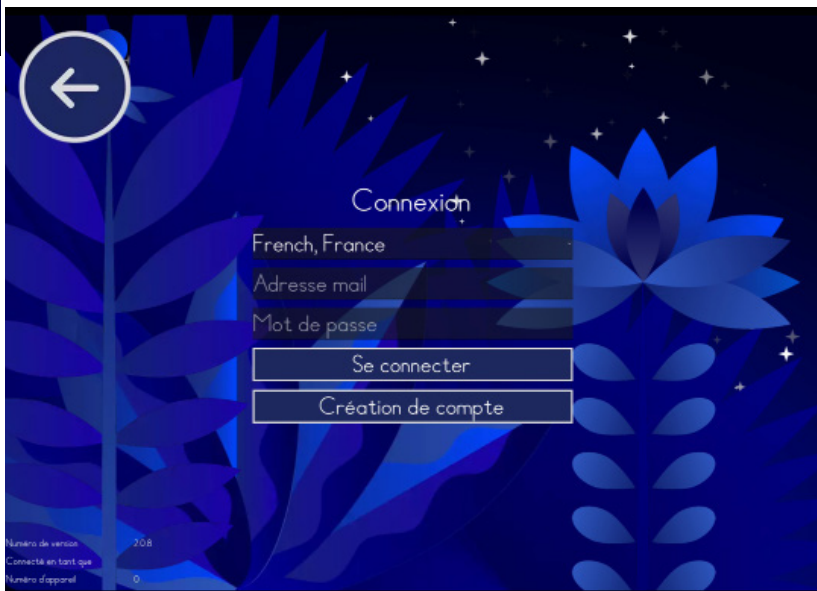 Connexion
French, France
Adresse mail
Mot de passe
Se connecter
Création de compte
Numéro de version 2.0.8
Connecté en tant que
Numéro d'appareil 0